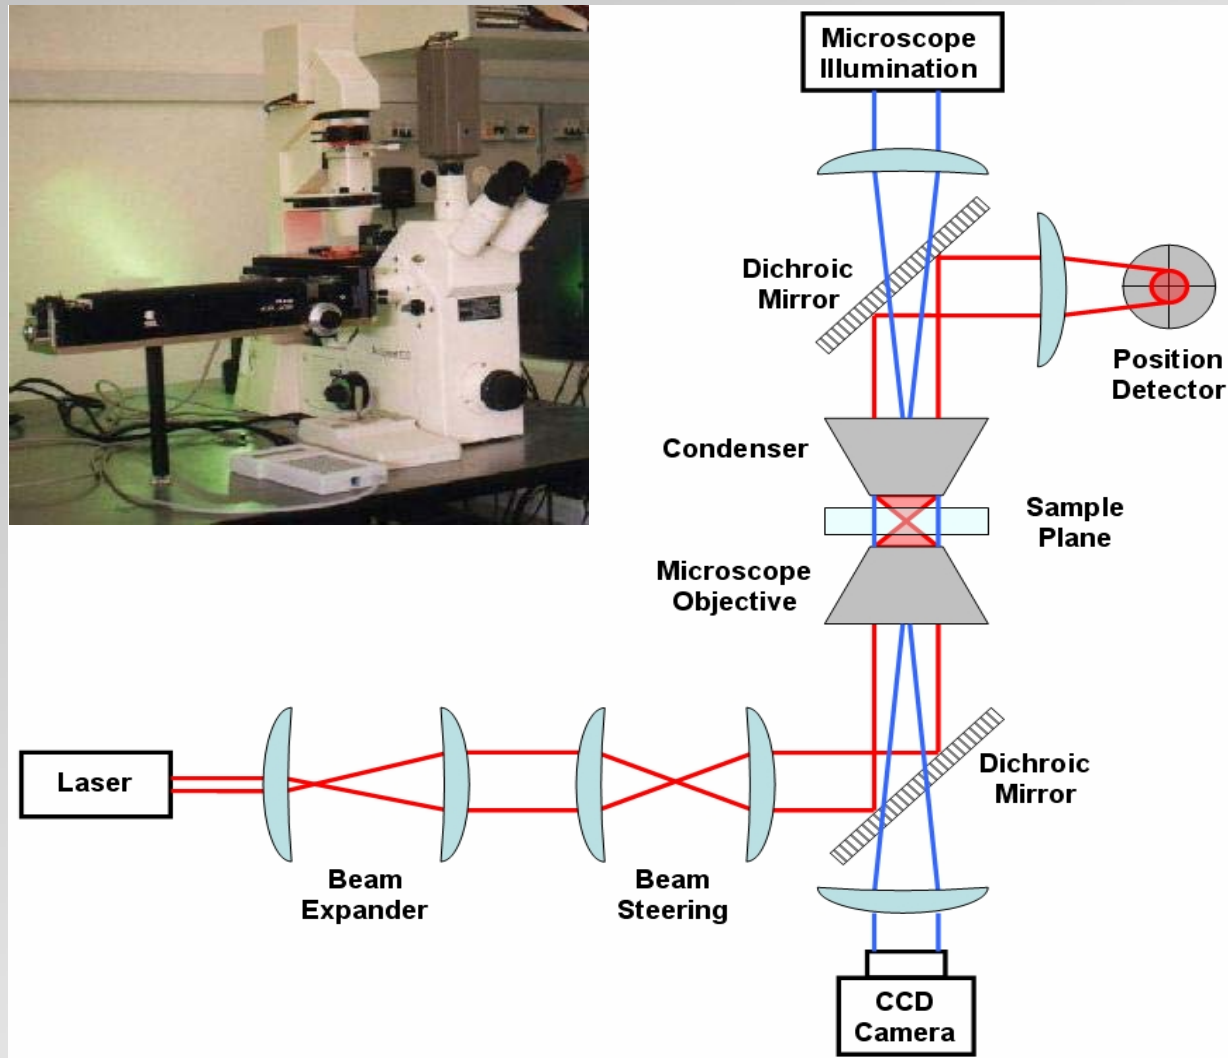 Microscope
Illumination
Dichroic
Mirror
Position
Detector
Condenser
Sample
Plane
Microscope
Objective
Laser
Dichroic
Mirror
Beam
Expander
Beam
Steering
CCD
Camera